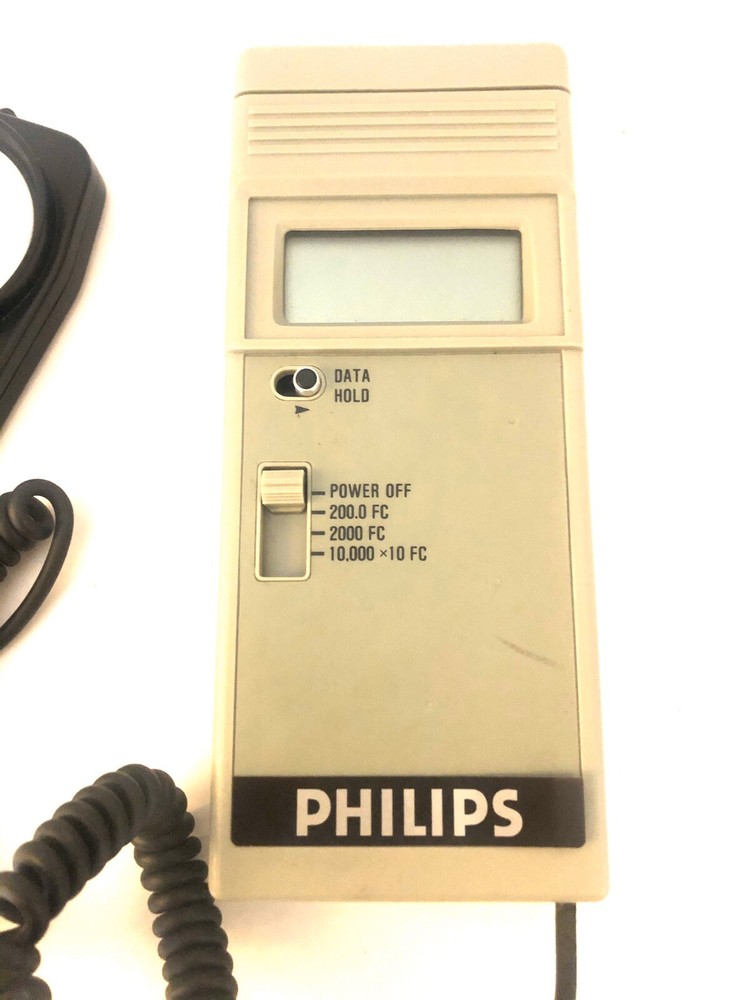 DATA
HOLD
POWER OFF
200.0 FC
2000 FC
10,000 ×10 FC
PHILIPS